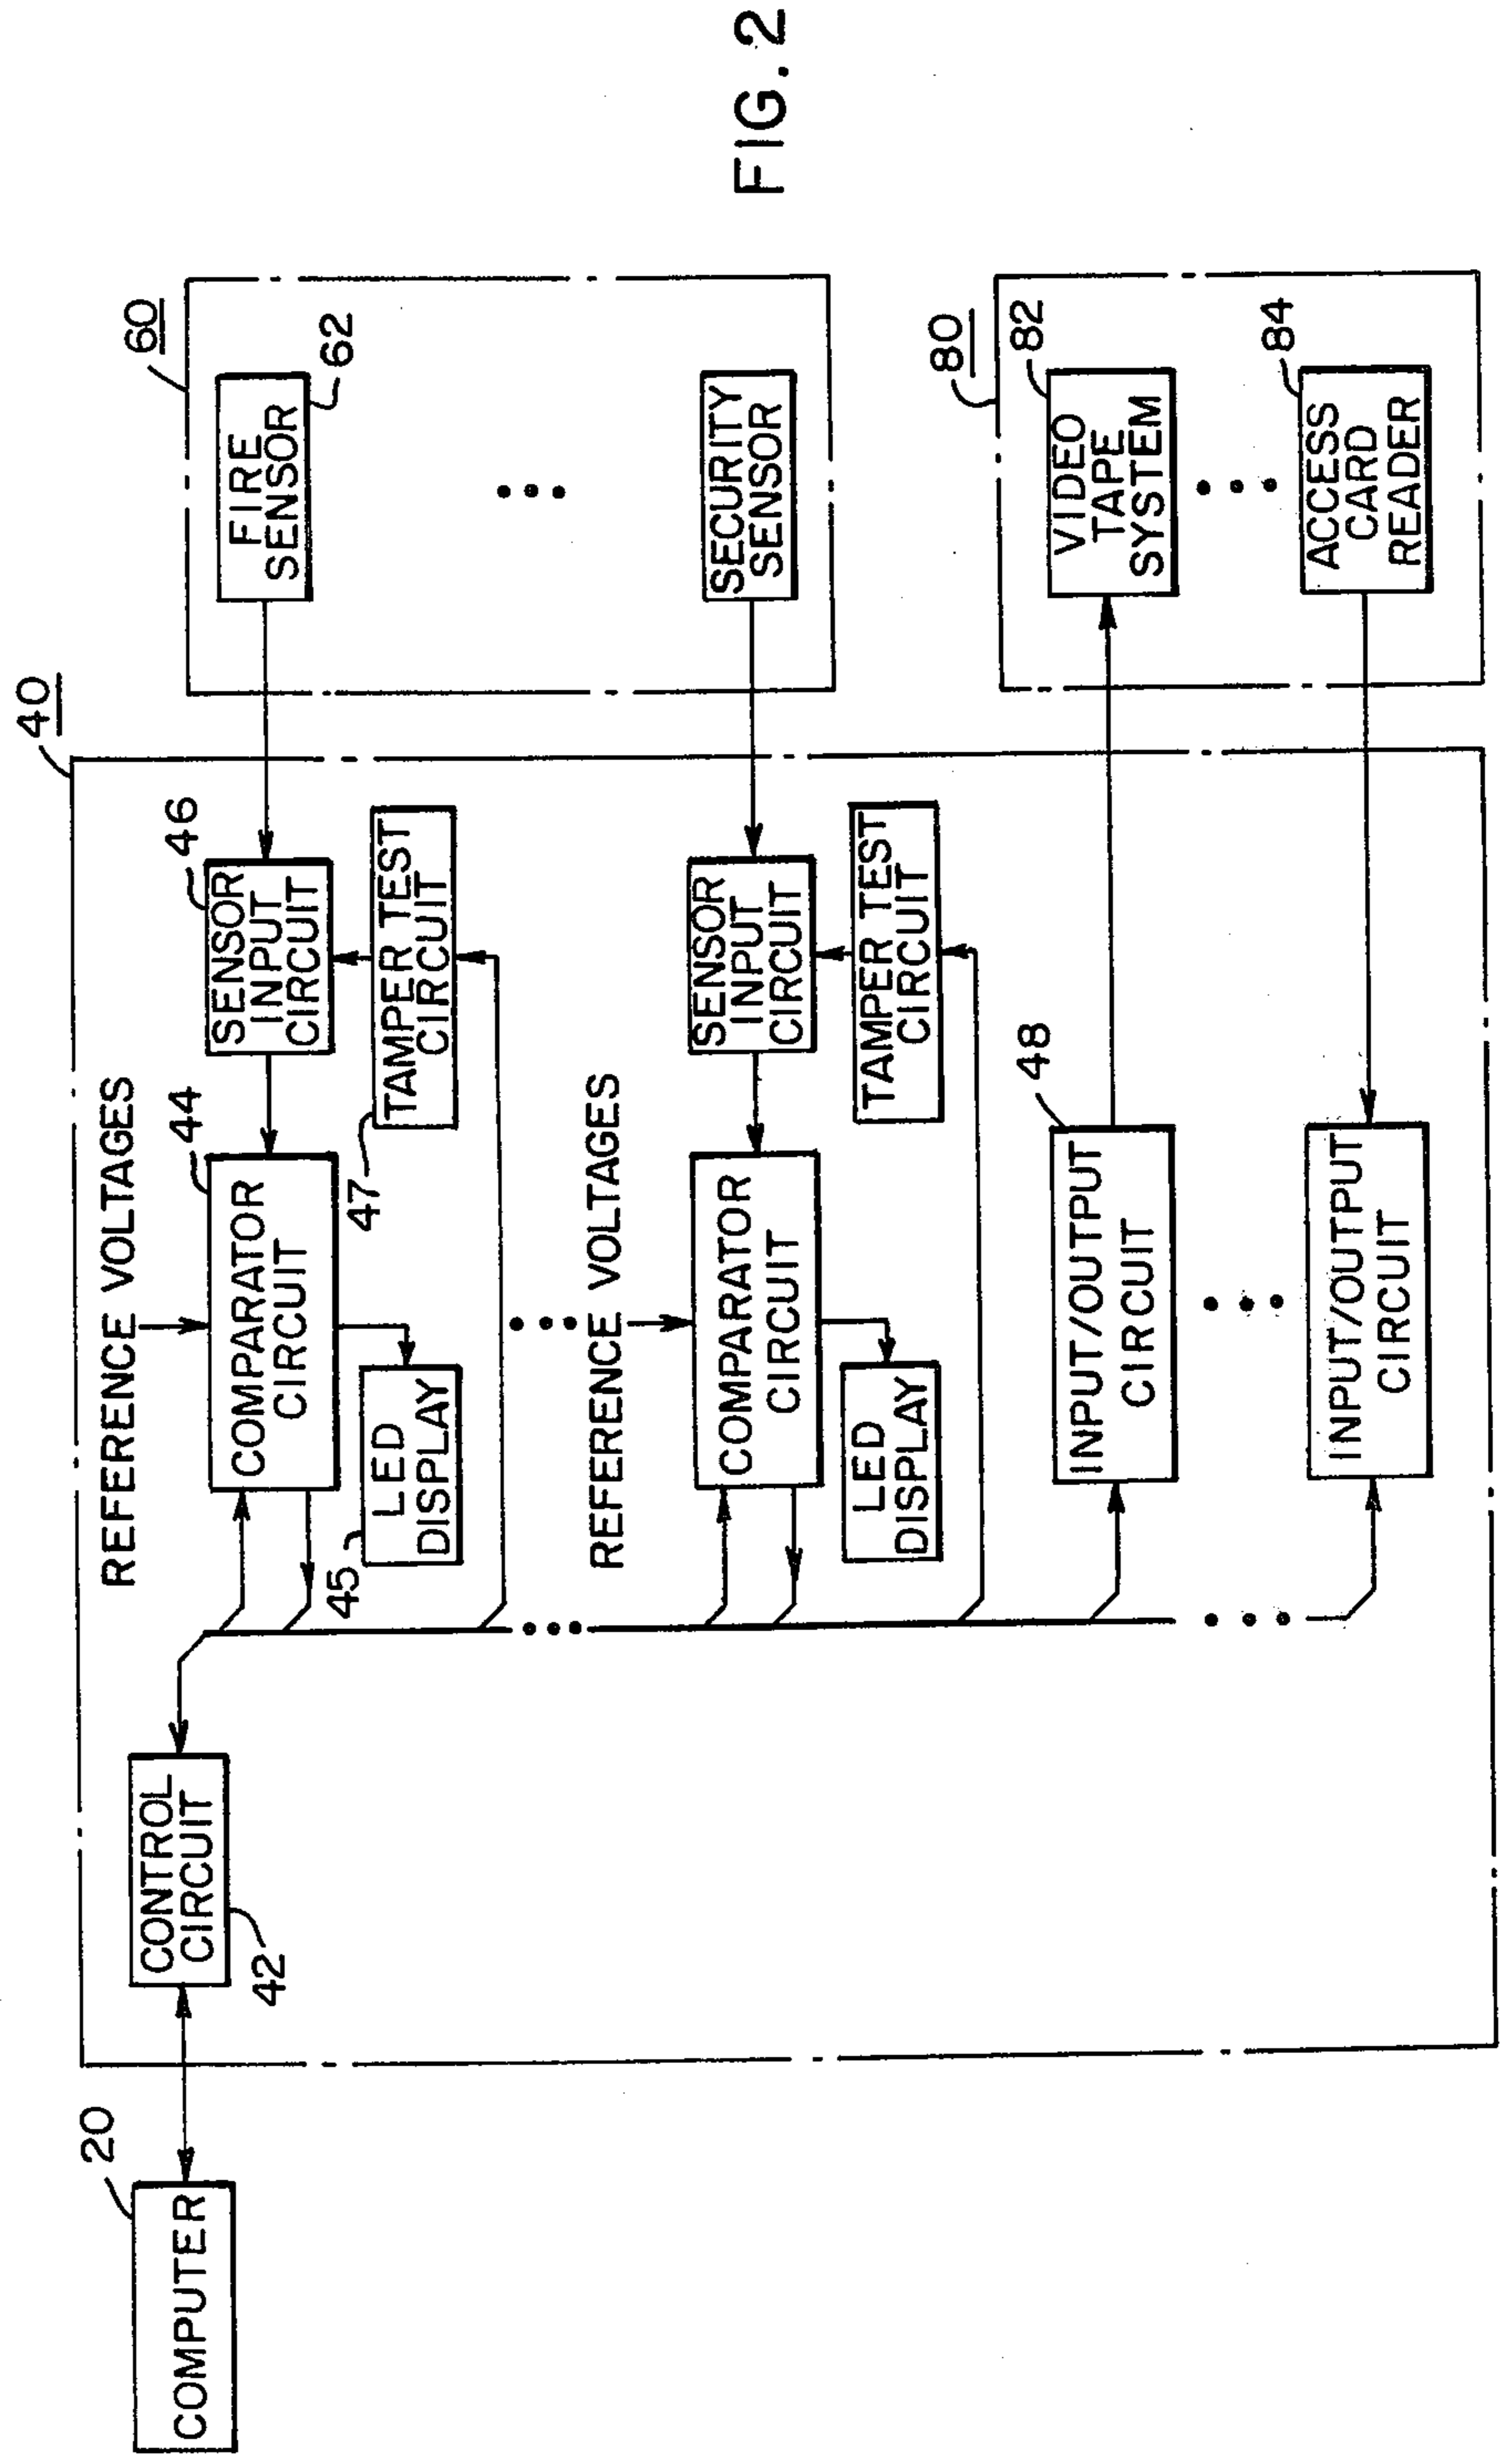 FIG. 2
COMPUTER
20
CONTROL
CIRCUIT
42
40
REFERENCE VOLTAGES
COMPARATOR
CIRCUIT
44
SENSOR
INPUT
CIRCUIT
46
LED
DISPLAY
45
TAMPER TEST
CIRCUIT
47
60
FIRE
SENSOR
62
REFERENCE VOLTAGES
COMPARATOR
CIRCUIT
SENSOR
INPUT
CIRCUIT
LED
DISPLAY
TAMPER TEST
CIRCUIT
SECURITY
SENSOR
INPUT/OUTPUT
CIRCUIT
48
80
VIDEO
TAPE
SYSTEM
82
INPUT/OUTPUT
CIRCUIT
ACCESS
CARD
READER
84